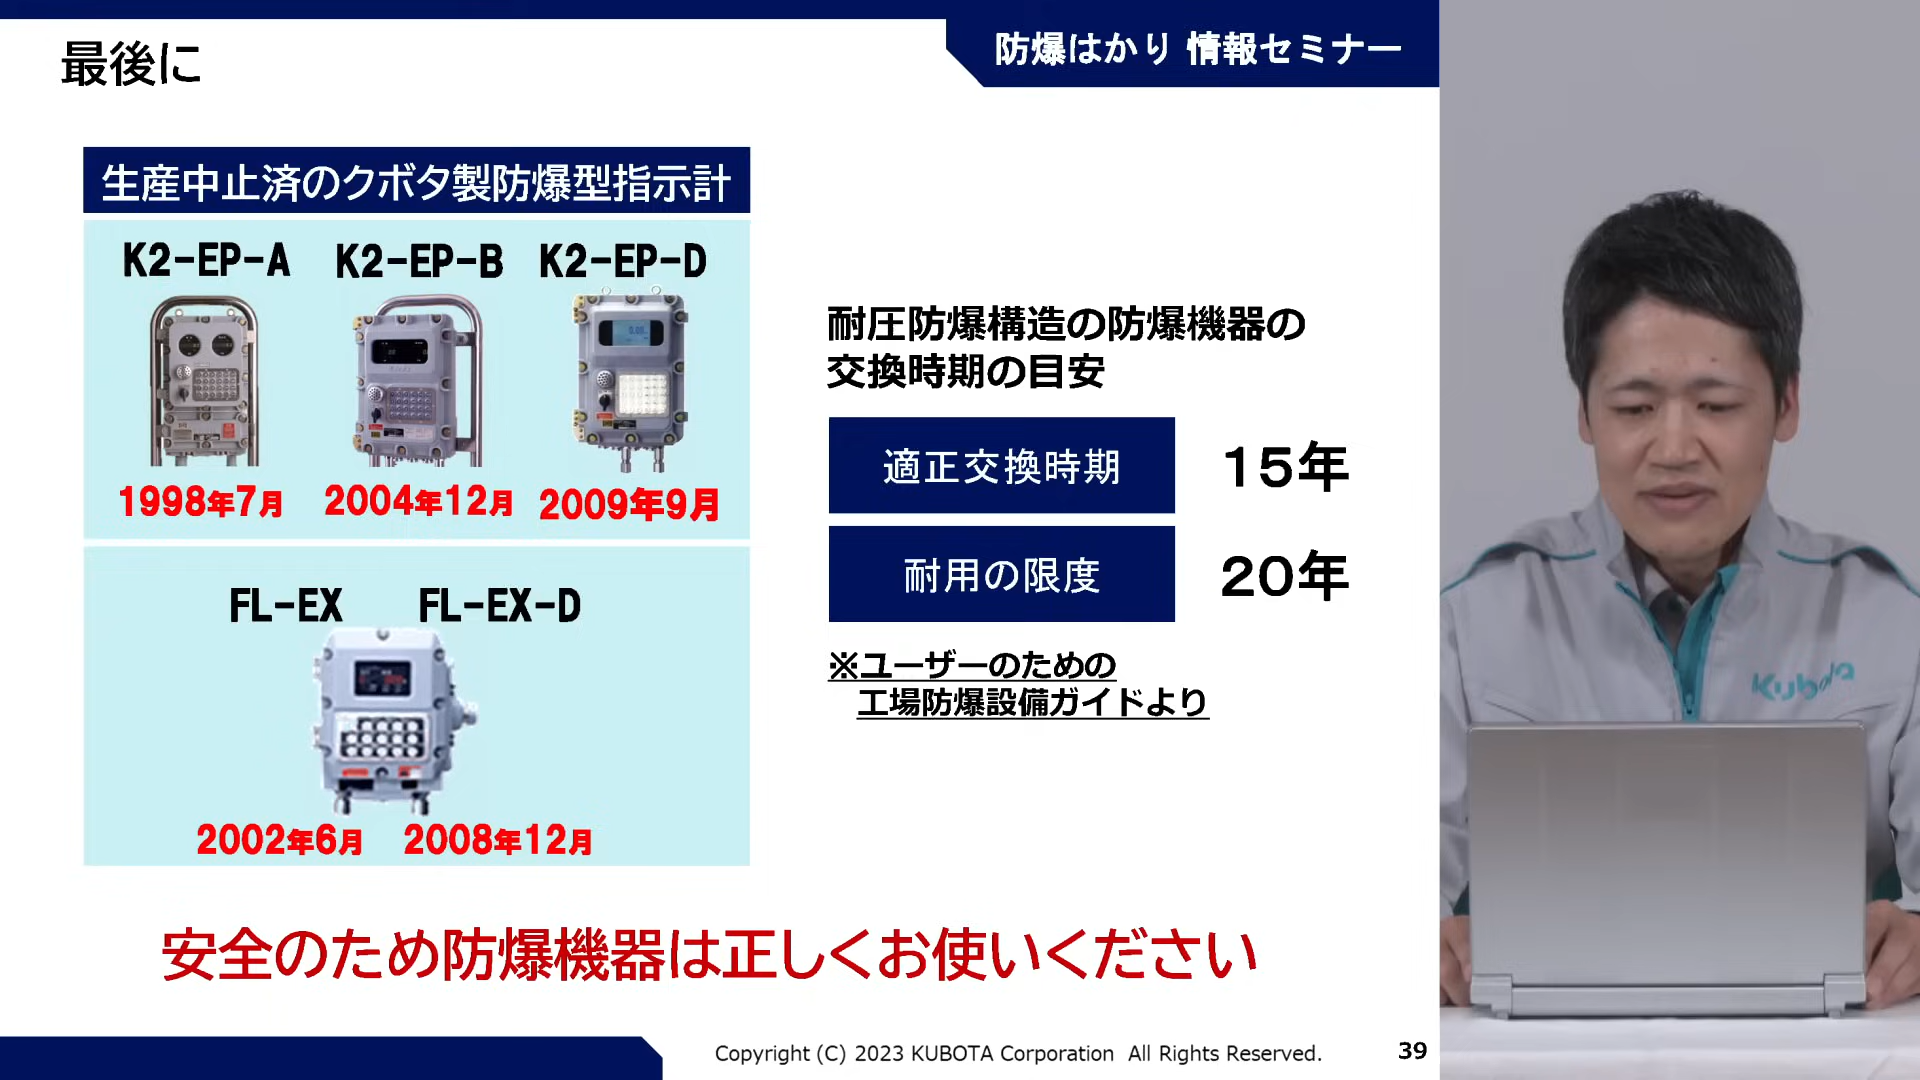 最後に
防爆はかり 情報セミナー
生産中止済のクボタ製防爆型指示計
K2-EP-A K2-EP-B K2-EP-D
1998年7月 2004年12月 2009年9月
FL-EX FL-EX-D
2002年6月 2008年12月
耐圧防爆構造の防爆機器の
交換時期の目安
適正交換時期 15年
耐用の限度 20年
※ユーザーのための
工場防爆設備ガイドより
Kubota
安全のため防爆機器は正しくお使いください
Copyright (C) 2023 KUBOTA Corporation All Rights Reserved.
39